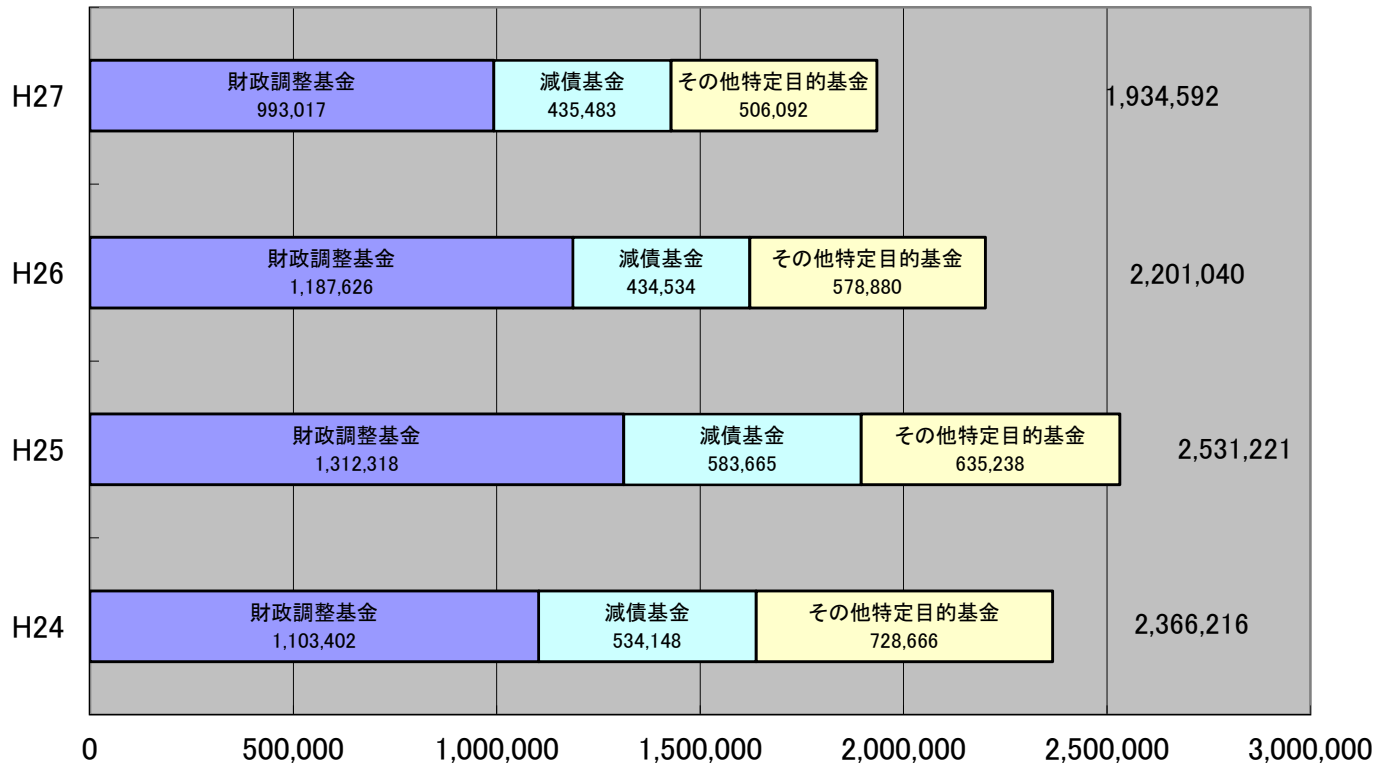 H27
財政調整基金
993,017
減債基金
435,483
その他特定目的基金
506,092
1,934,592
H26
財政調整基金
1,187,626
減債基金
434,534
その他特定目的基金
578,880
2,201,040
H25
財政調整基金
1,312,318
減債基金
583,665
その他特定目的基金
635,238
2,531,221
H24
財政調整基金
1,103,402
減債基金
534,148
その他特定目的基金
728,666
2,366,216
0 500,000 1,000,000 1,500,000 2,000,000 2,500,000 3,000,000